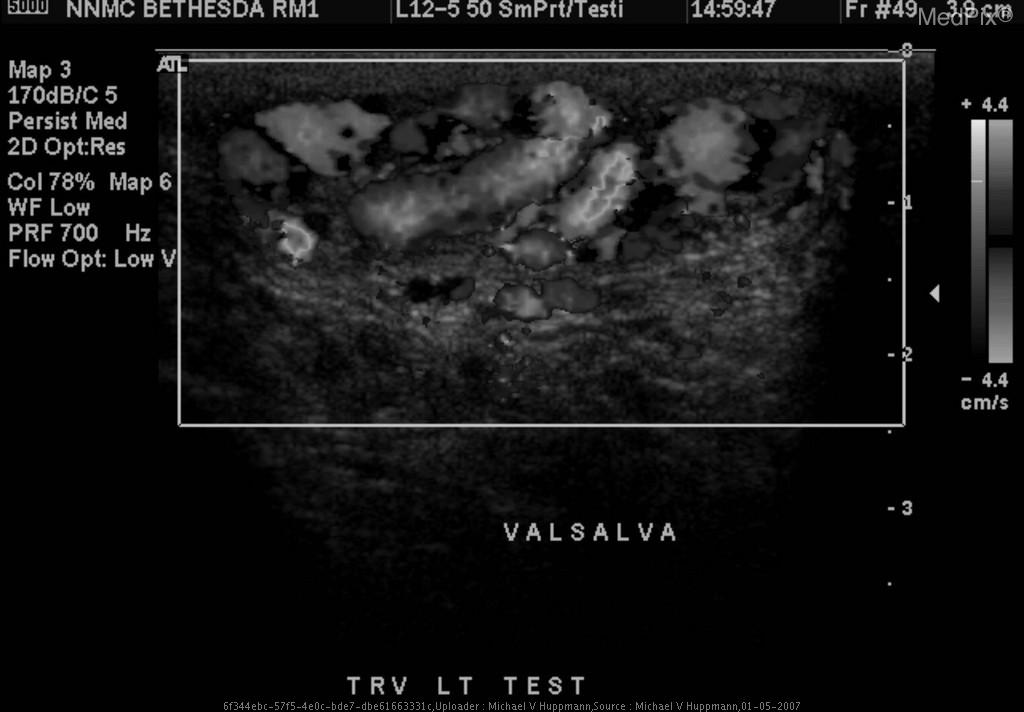 5000 NNMC BETHESDA RM1 L12-5 50 SmPrt/Testi 14:59:47 Fr #49 3.9 cm
MedPix®
ATL
Map 3
170dB/C 5
Persist Med
2D Opt:Res
Col 78% Map 6
WF Low
PRF 700 Hz
Flow Opt: Low V
- 1
- 2
- 3
+ 4.4
- 4.4
cm/s
VALSALVA
TRV LT TEST
6f344ebc-57f5-4e0c-bde7-dbe61663331c,Uploader : Michael V Huppmann,Source : Michael V Huppmann,01-05-2007